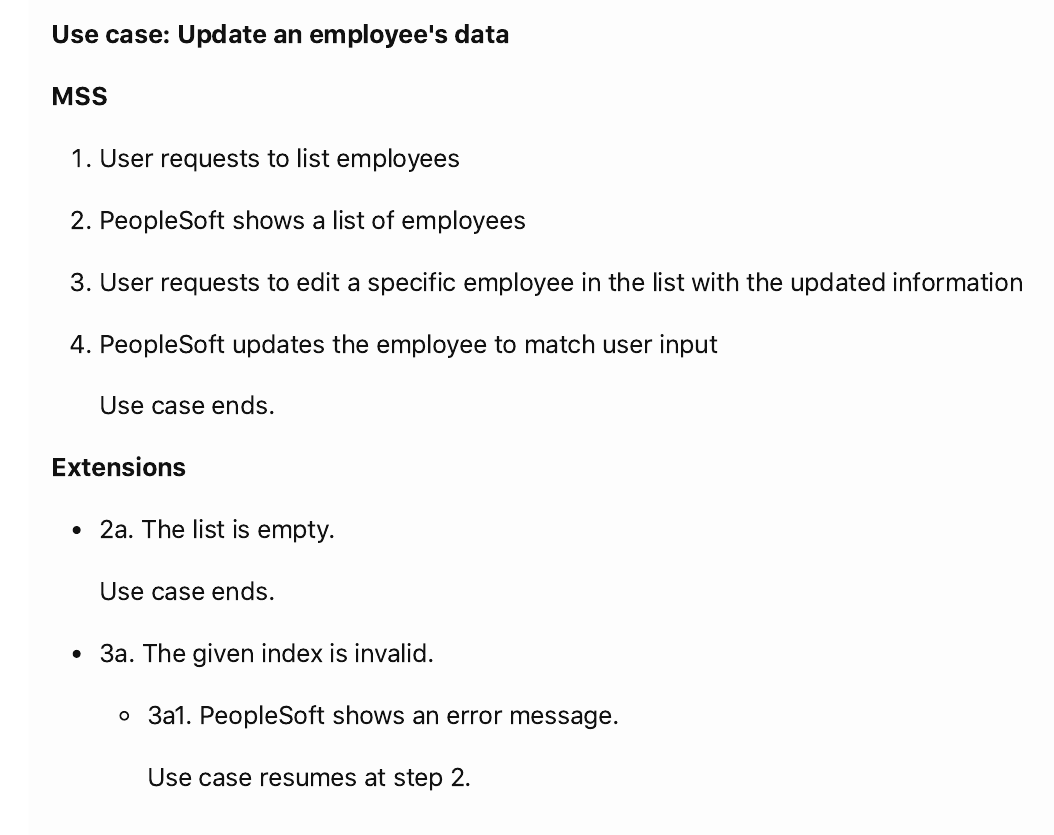 Use case: Update an employee's data
MSS
1. User requests to list employees
2. PeopleSoft shows a list of employees
3. User requests to edit a specific employee in the list with the updated information
4. PeopleSoft updates the employee to match user input
Use case ends.
Extensions
• 2a. The list is empty.
Use case ends.
• 3a. The given index is invalid.
◦ 3a1. PeopleSoft shows an error message.
Use case resumes at step 2.